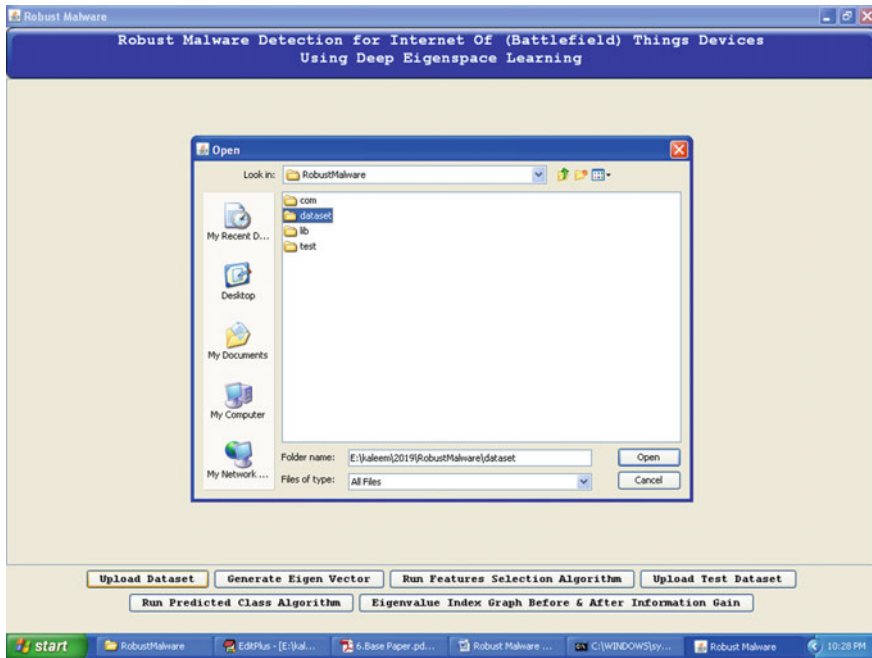 Robust Malware
Robust Malware Detection for Internet Of (Battlefield) Things Devices
Using Deep Eigenspace Learning
Open
Look in: RobustMalware
com
dataset
lib
test
My Recent D...
Desktop
My Documents
My Computer
My Network ...
Folder name: E:\kaleem\2019\RobustMalware\dataset Open
Files of type: All Files Cancel
Upload Dataset Generate Eigen Vector Run Features Selection Algorithm Upload Test Dataset
Run Predicted Class Algorithm Eigenvalue Index Graph Before & After Information Gain
start RobustMalware EditPlus - [E:\kal... 6.Base Paper.pd... Robust Malware ... C:\WINDOWS\sy... Robust Malware 10:28 PM